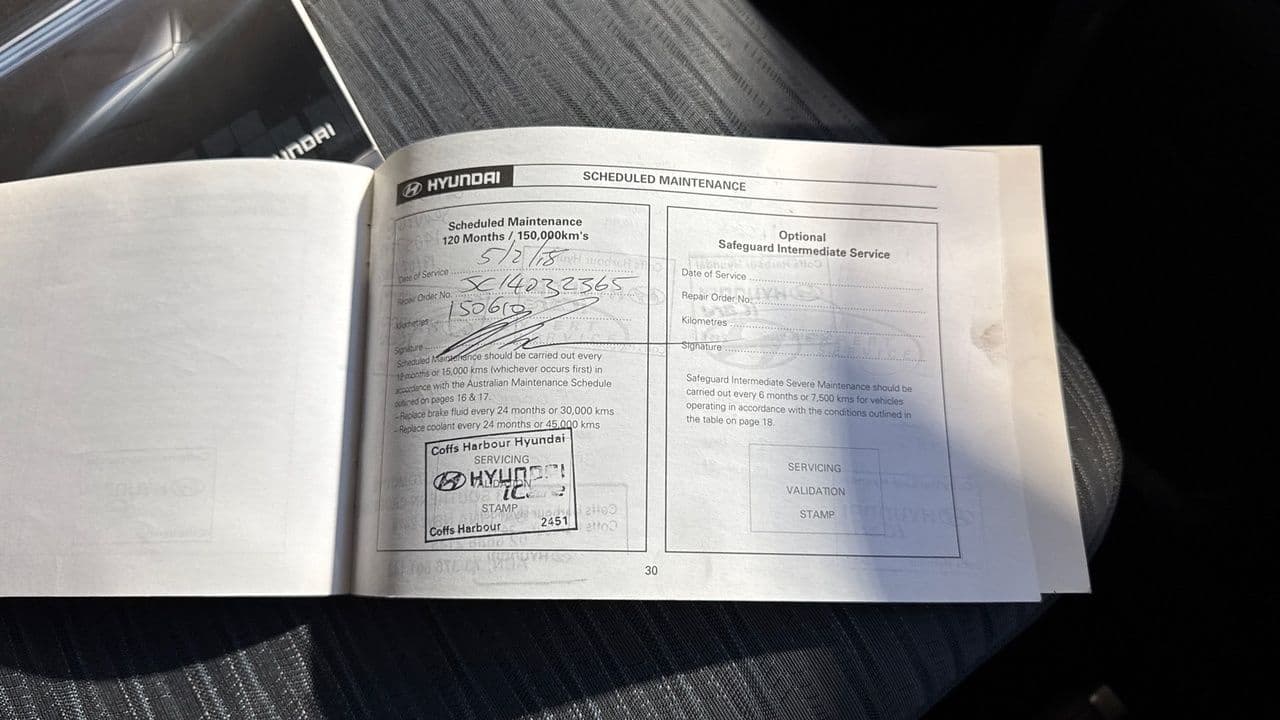 HYUNDAI
HYUNDAI
SCHEDULED MAINTENANCE
Scheduled Maintenance
120 Months / 150,000km's
Date of Service 5/2/18
Repair Order No. JC14032365
Kilometres 150610
Signature
Scheduled Maintenance should be carried out every
12 months or 15,000 kms (whichever occurs first) in
accordance with the Australian Maintenance Schedule
outlined on pages 16 & 17.
–Replace brake fluid every 24 months or 30,000 kms
–Replace coolant every 24 months or 45,000 kms
Coffs Harbour Hyundai
SERVICING
HYUNDAI
VALIDATION
iCare
STAMP
Coffs Harbour 2451
Optional
Safeguard Intermediate Service
Date of Service
Repair Order No.
Kilometres
Signature
Safeguard Intermediate Severe Maintenance should be
carried out every 6 months or 7,500 kms for vehicles
operating in accordance with the conditions outlined in
the table on page 18.
SERVICING
VALIDATION
STAMP
30